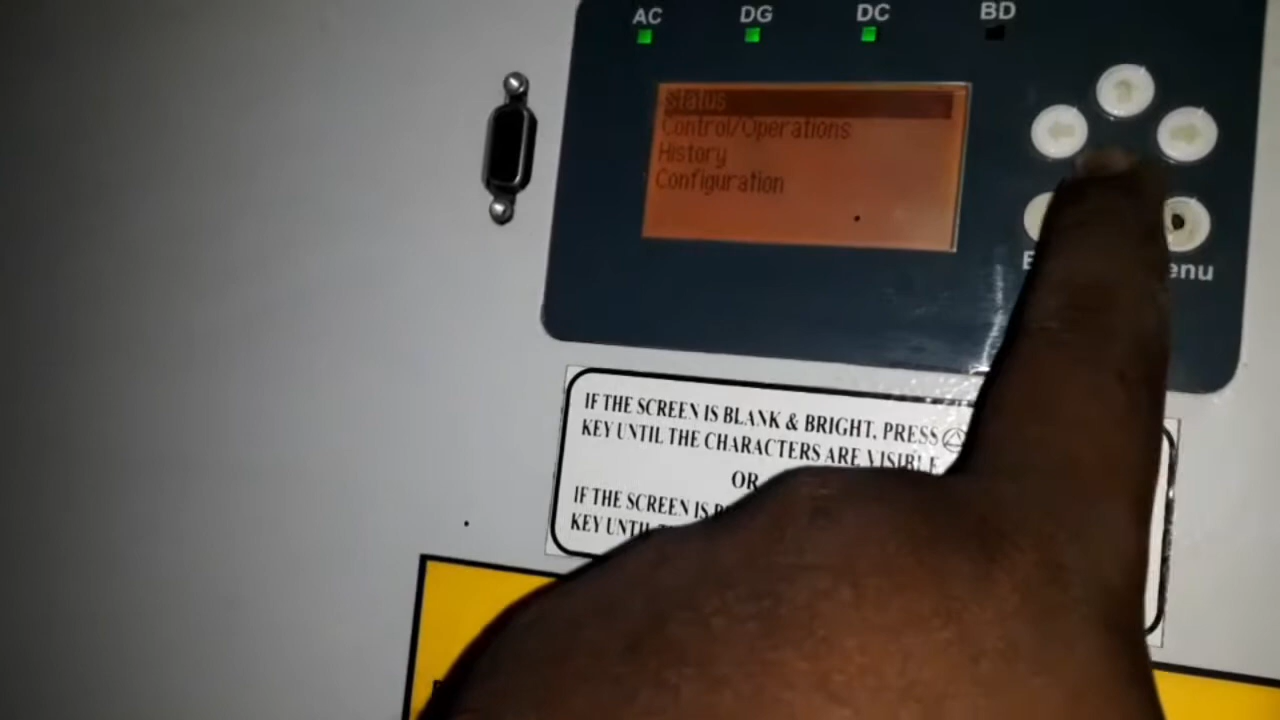 AC DG DC BD
Status
Control/Operations
History
Configuration
E enu
IF THE SCREEN IS BLANK & BRIGHT, PRESS
KEY UNTIL THE CHARACTERS ARE VISIBLE
OR
IF THE SCREEN IS
KEY UNTIL